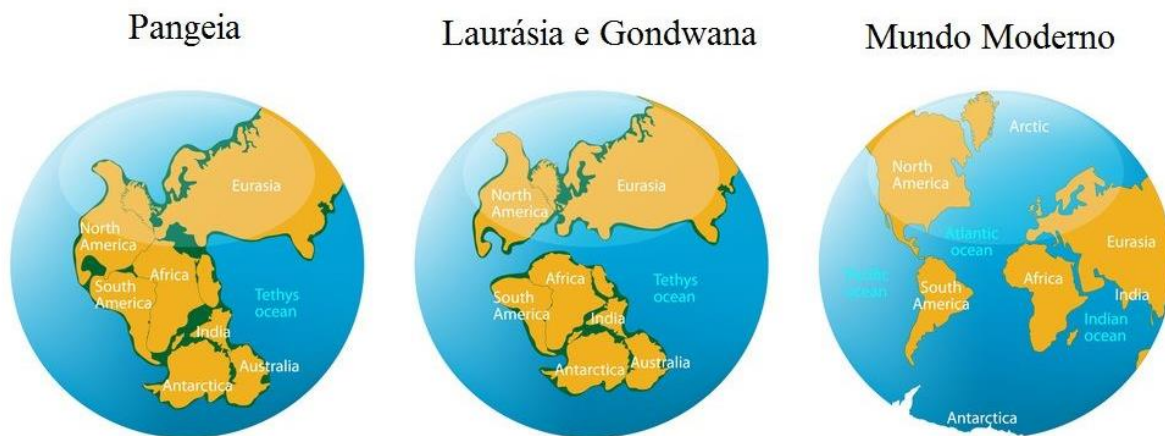 Pangeia
Eurasia
North
America
Africa
South
America
Tethys
ocean
India
Australia
Antarctica
Laurásia e Gondwana
North
America
Eurasia
Africa
South
America
Tethys
ocean
India
Australia
Antarctica
Mundo Moderno
Arctic
North
America
Atlantic
ocean
Eurasia
Pacific
ocean
South
America
Africa
India
Indian
ocean
Antarctica